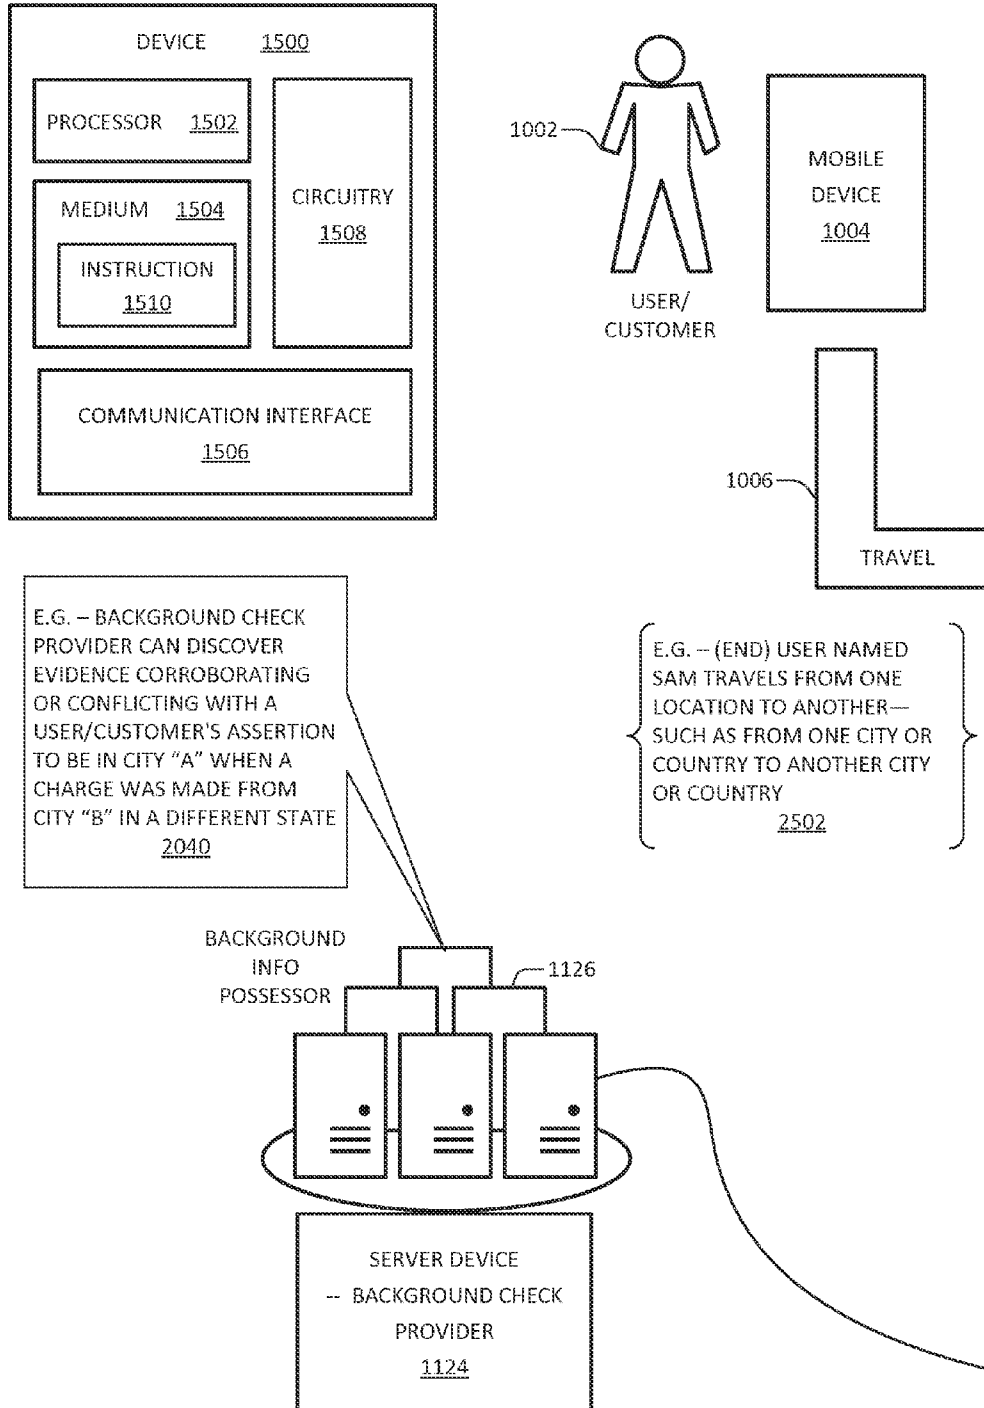 DEVICE 1500
PROCESSOR 1502
MEDIUM 1504
INSTRUCTION
1510
CIRCUITRY
1508
COMMUNICATION INTERFACE
1506
1002
USER/
CUSTOMER
MOBILE
DEVICE
1004
1006
TRAVEL
E.G. – BACKGROUND CHECK
PROVIDER CAN DISCOVER
EVIDENCE CORROBORATING
OR CONFLICTING WITH A
USER/CUSTOMER'S ASSERTION
TO BE IN CITY “A” WHEN A
CHARGE WAS MADE FROM
CITY “B” IN A DIFFERENT STATE
2040
E.G. -- (END) USER NAMED
SAM TRAVELS FROM ONE
LOCATION TO ANOTHER—
SUCH AS FROM ONE CITY OR
COUNTRY TO ANOTHER CITY
OR COUNTRY
2502
BACKGROUND
INFO
POSSESSOR
1126
SERVER DEVICE
-- BACKGROUND CHECK
PROVIDER
1124